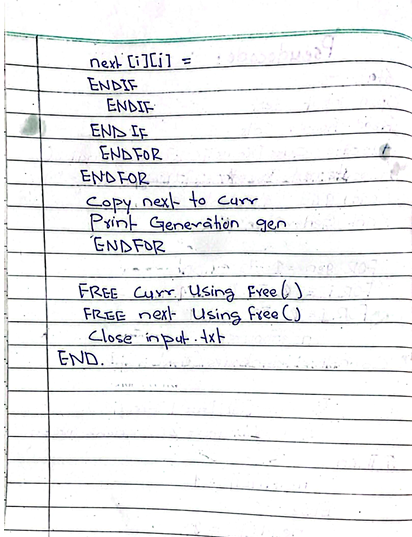 next [i][j] =
ENDIF
ENDIF
END IF
ENDFOR
ENDFOR
Copy next to curr
Print Generation gen
ENDFOR
FREE curr Using free()
FREE next Using free()
Close input.txt
END.